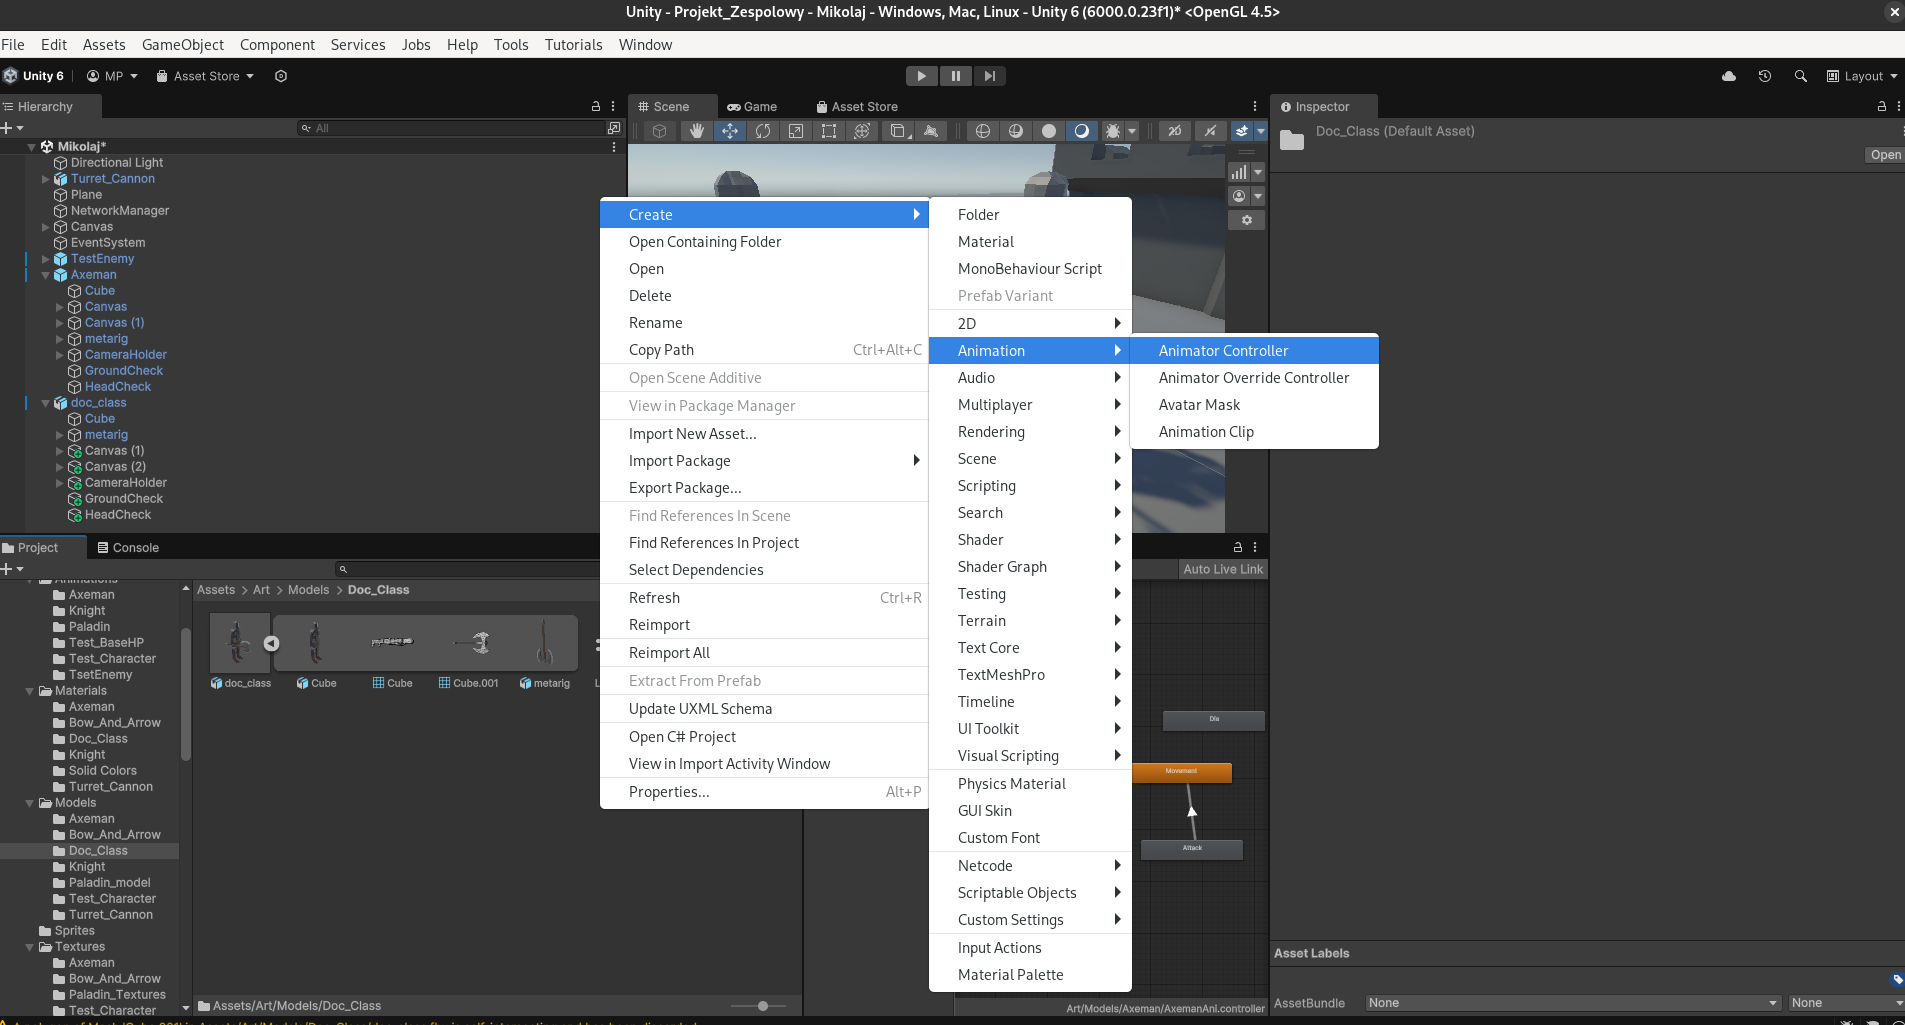 Unity - Projekt_Zespolowy - Mikolaj - Windows, Mac, Linux - Unity 6 (6000.0.23f1)* <OpenGL 4.5>
File Edit Assets GameObject Component Services Jobs Help Tools Tutorials Window
Unity 6 MP Asset Store Layout
Hierarchy
All
Mikolaj*
Directional Light
Turret_Cannon
Plane
NetworkManager
Canvas
EventSystem
TestEnemy
Axeman
Cube
Canvas
Canvas (1)
metarig
CameraHolder
GroundCheck
HeadCheck
doc_class
Cube
metarig
Canvas (1)
Canvas (2)
CameraHolder
GroundCheck
HeadCheck
Scene Game Asset Store
2D
Inspector
Doc_Class (Default Asset)
Open
Create
Open Containing Folder
Open
Delete
Rename
Copy Path Ctrl+Alt+C
Open Scene Additive
View in Package Manager
Import New Asset...
Import Package
Export Package...
Find References In Scene
Find References In Project
Select Dependencies
Refresh Ctrl+R
Reimport
Reimport All
Extract From Prefab
Update UXML Schema
Open C# Project
View in Import Activity Window
Properties... Alt+P
Folder
Material
MonoBehaviour Script
Prefab Variant
2D
Animation
Audio
Multiplayer
Rendering
Scene
Scripting
Search
Shader
Shader Graph
Testing
Terrain
Text Core
TextMeshPro
Timeline
UI Toolkit
Visual Scripting
Physics Material
GUI Skin
Custom Font
Netcode
Scriptable Objects
Custom Settings
Input Actions
Material Palette
Animator Controller
Animator Override Controller
Avatar Mask
Animation Clip
Project Console
Animations
Axeman
Knight
Paladin
Test_BaseHP
Test_Character
TsetEnemy
Materials
Axeman
Bow_And_Arrow
Doc_Class
Knight
Solid Colors
Turret_Cannon
Models
Axeman
Bow_And_Arrow
Doc_Class
Knight
Paladin_model
Test_Character
Turret_Cannon
Sprites
Textures
Axeman
Bow_And_Arrow
Paladin_Textures
Test_Character
Assets > Art > Models > Doc_Class
doc_class Cube Cube Cube.001 metarig
Assets/Art/Models/Doc_Class
Auto Live Link
Die
Movement
Attack
Art/Models/Axeman/AxemanAni.controller
Asset Labels
AssetBundle None None